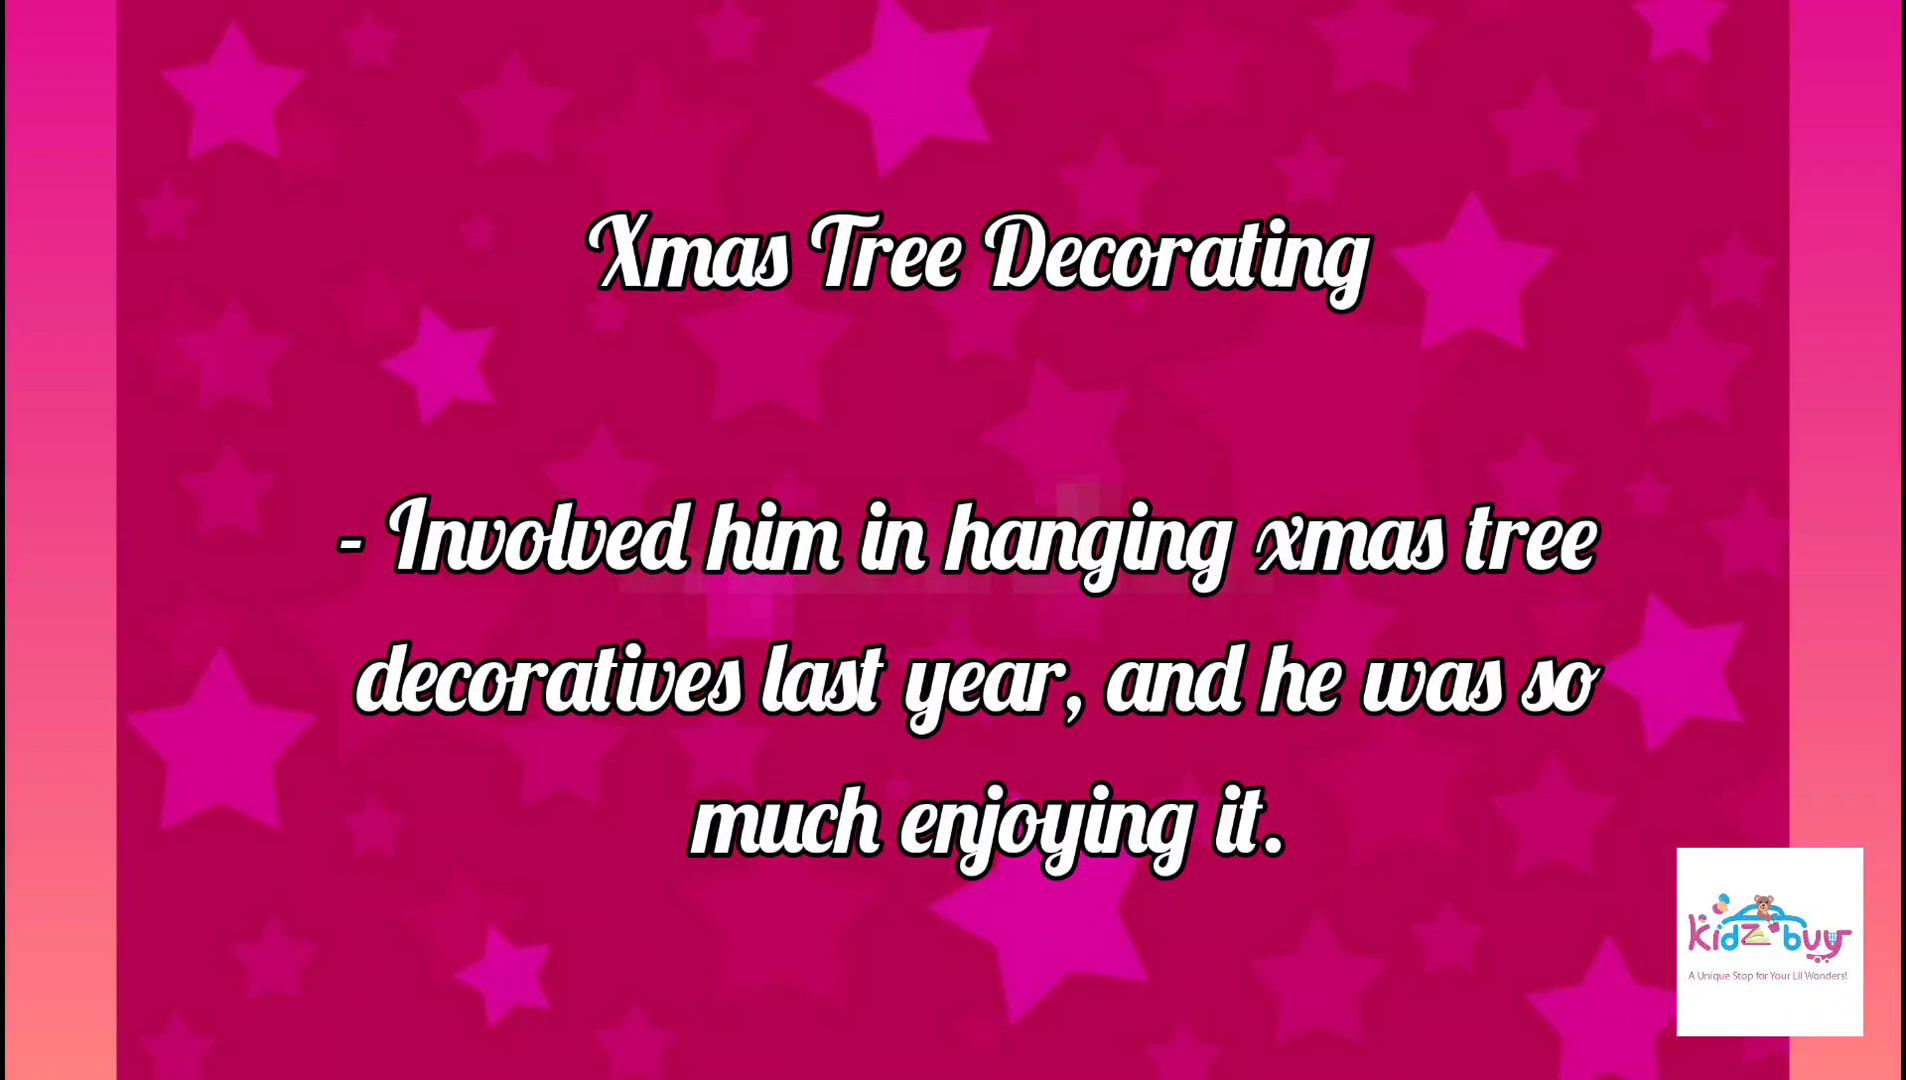 Xmas Tree Decorating
- Involved him in hanging xmas tree
decoratives last year, and he was so
much enjoying it.
kidz buy
A Unique Stop for Your Lil Wonders!